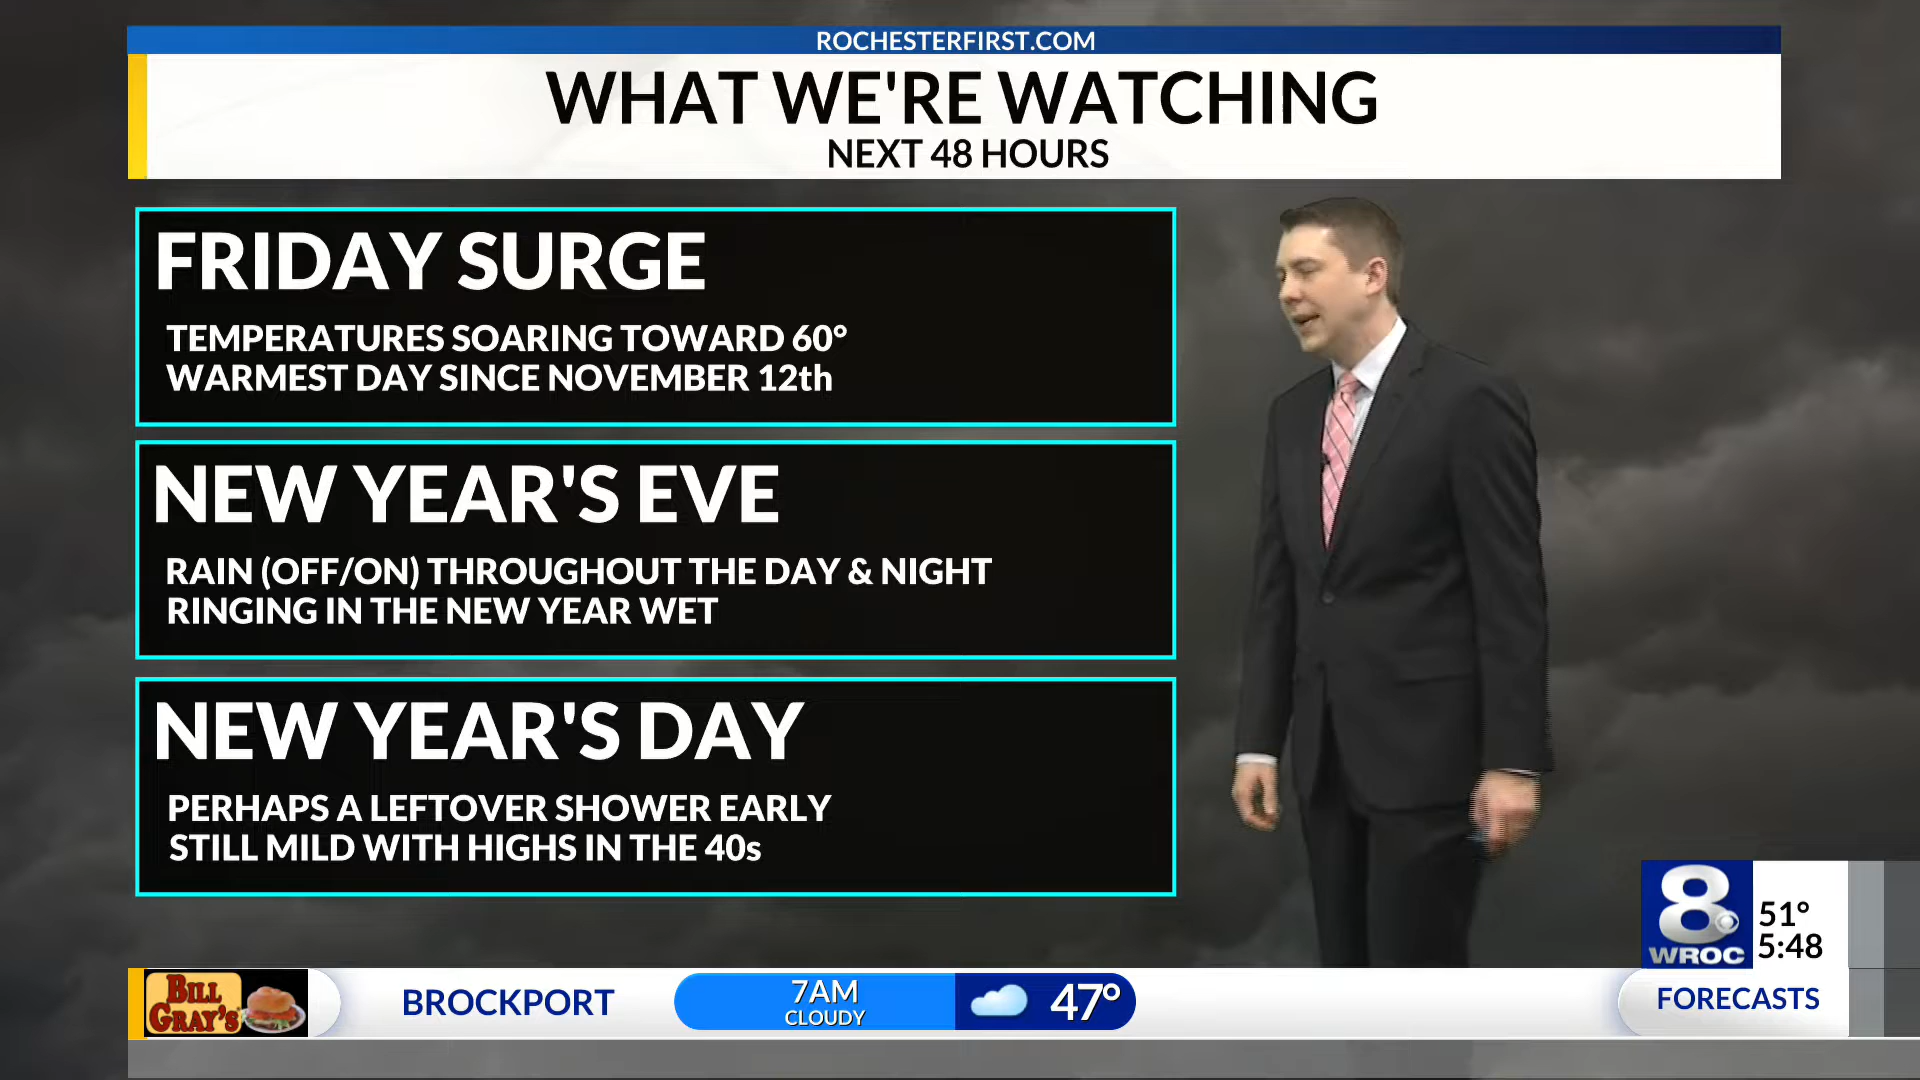 ROCHESTERFIRST.COM
WHAT WE'RE WATCHING
NEXT 48 HOURS
FRIDAY SURGE
TEMPERATURES SOARING TOWARD 60°
WARMEST DAY SINCE NOVEMBER 12th
NEW YEAR'S EVE
RAIN (OFF/ON) THROUGHOUT THE DAY & NIGHT
RINGING IN THE NEW YEAR WET
NEW YEAR'S DAY
PERHAPS A LEFTOVER SHOWER EARLY
STILL MILD WITH HIGHS IN THE 40s
8
WROC
51°
5:48
BILL
GRAY'S
BROCKPORT
7AM
CLOUDY
47°
FORECASTS